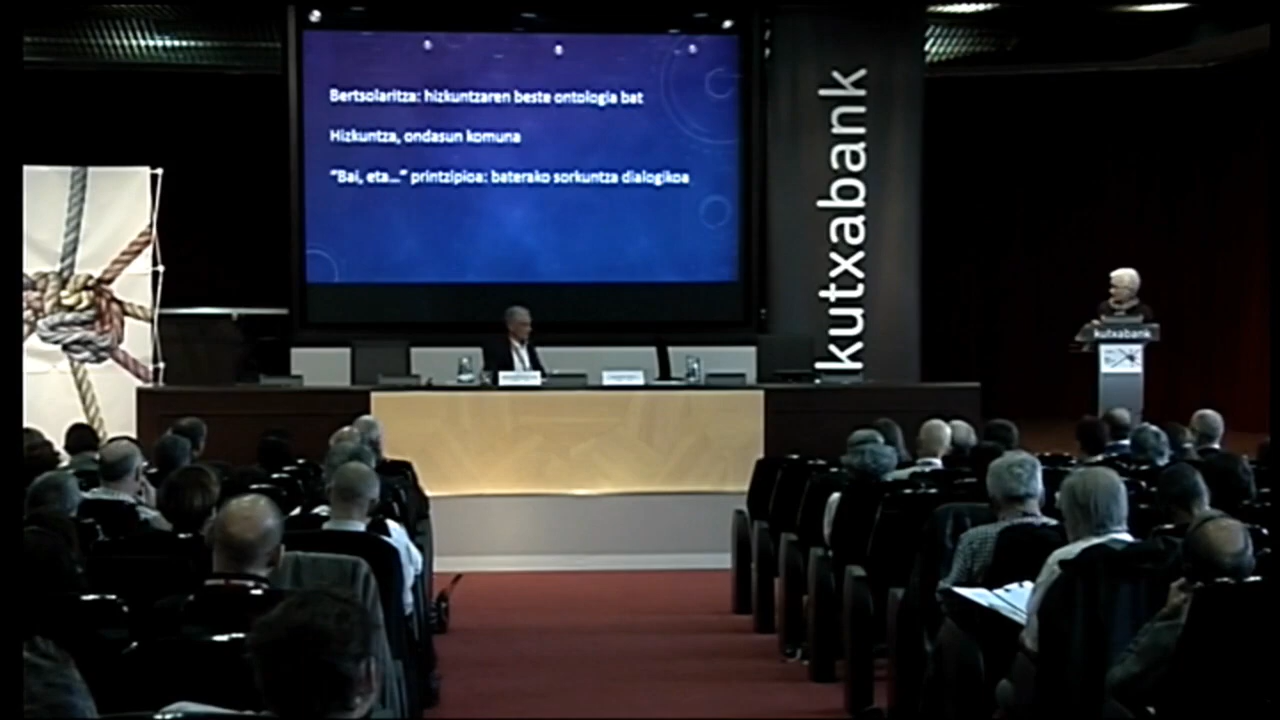 Bertsolaritza: hizkuntzaren beste ontologia bat
Hizkuntza, ondasun komuna
"Bai, eta..." printzipioa: baterako sorkuntza dialogikoa
kutxabank
kutxabank